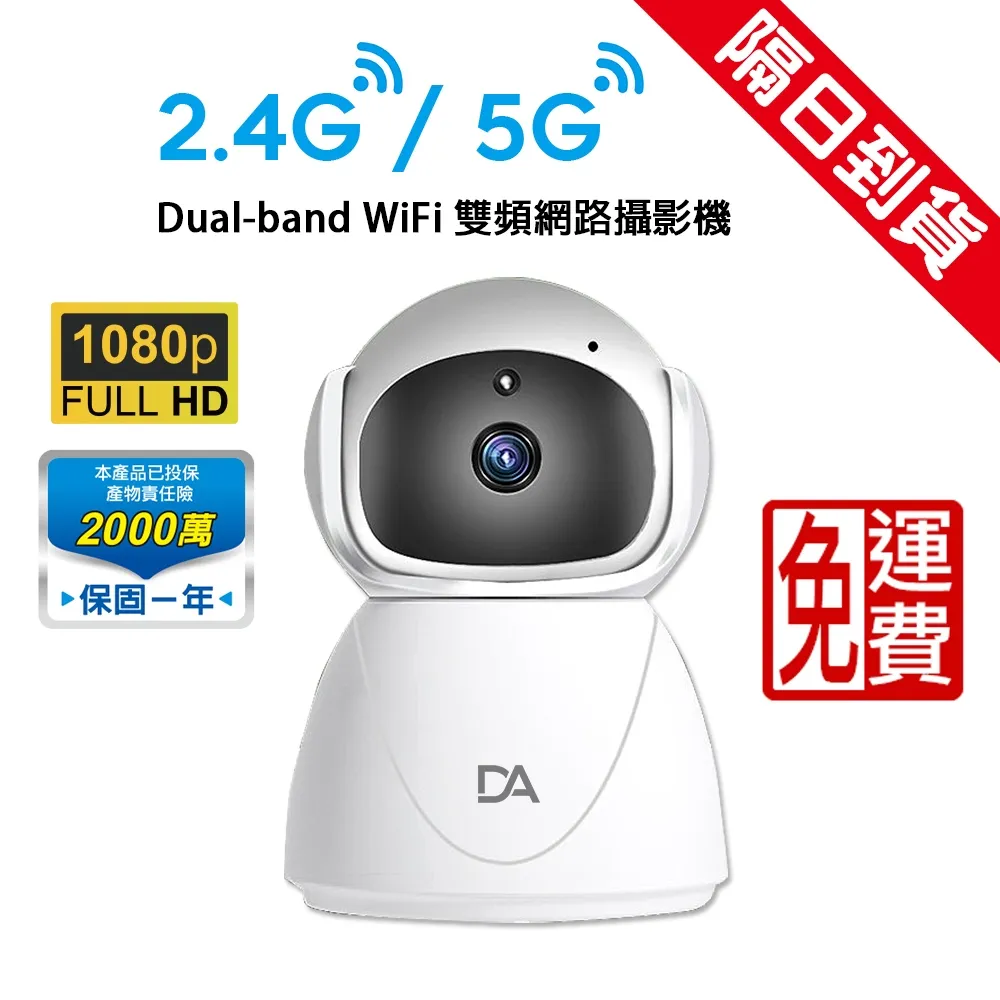 2.4G / 5G
Dual-band WiFi 雙頻網路攝影機
隔日到貨
1080p
FULL HD
本產品已投保
產物責任險
2000萬
保固一年
免運費
DA